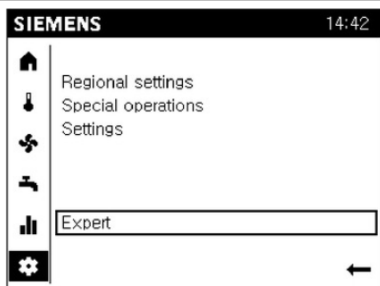 SIEMENS 14:42
Regional settings
Special operations
Settings
Expert